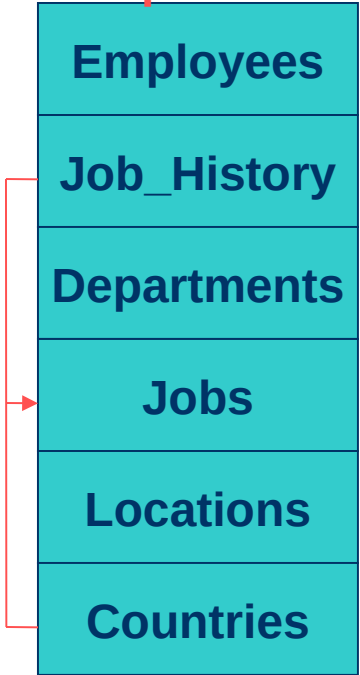 Employees
Job_History
Departments
Jobs
Locations
Countries